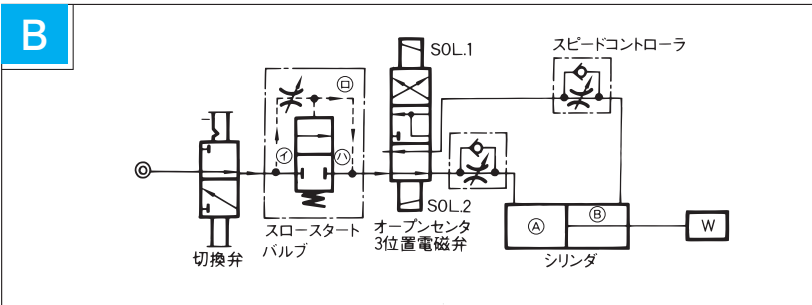 B
SOL.1
スピードコントローラ
ロ
イ
ハ
SOL.2
スロースタート
バルブ
オープンセンタ
3位置電磁弁
切換弁
A
B
W
シリンダ